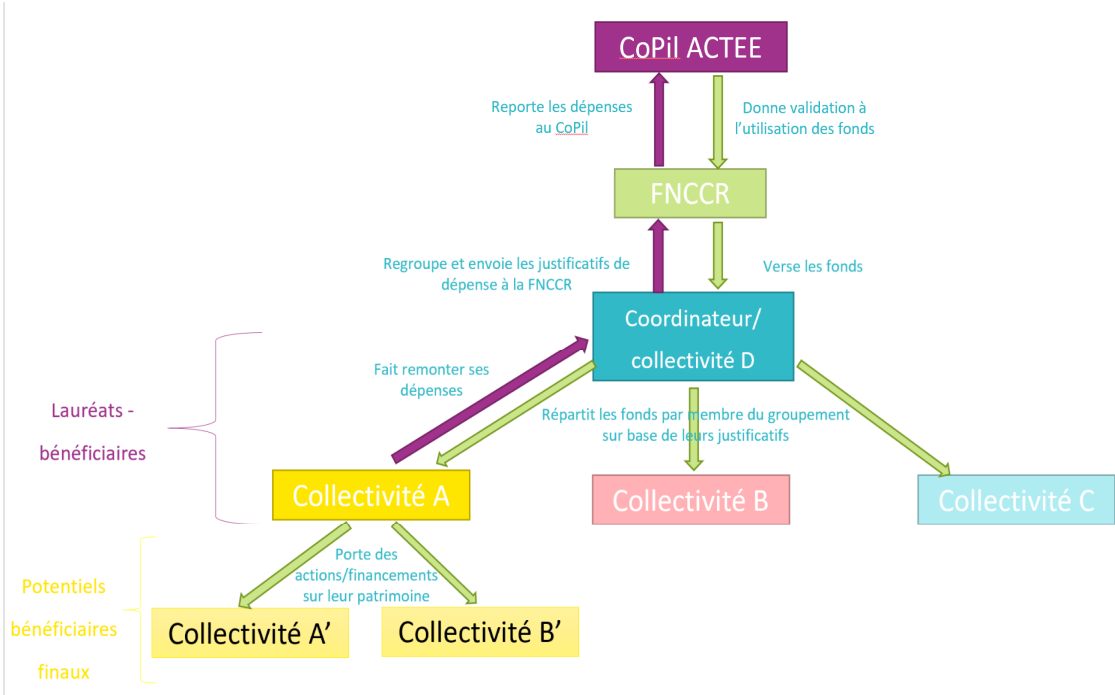 CoPil ACTEE
Reporte les dépenses
au CoPil
Donne validation à
l’utilisation des fonds
FNCCR
Regroupe et envoie les justificatifs de
dépense à la FNCCR
Verse les fonds
Coordinateur/
collectivité D
Fait remonter ses
dépenses
Répartit les fonds par membre du groupement
sur base de leurs justificatifs
Lauréats -
bénéficiaires
Collectivité A
Collectivité B
Collectivité C
Porte des
actions/financements
sur leur patrimoine
Potentiels
bénéficiaires
finaux
Collectivité A’
Collectivité B’